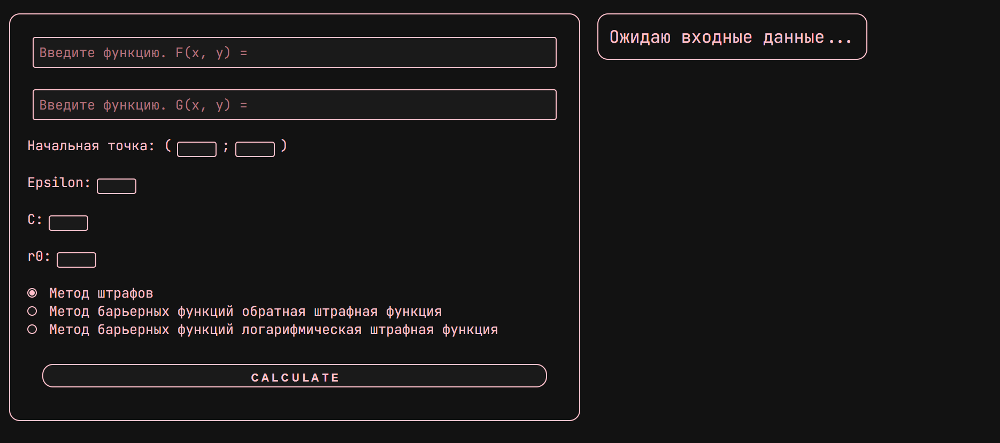 Введите функцию. F(x, y) =
Введите функцию. G(x, y) =
Начальная точка: ( ; )
Epsilon:
C:
r0:
Метод штрафов
Метод барьерных функций обратная штрафная функция
Метод барьерных функций логарифмическая штрафная функция
CALCULATE
Ожидаю входные данные...